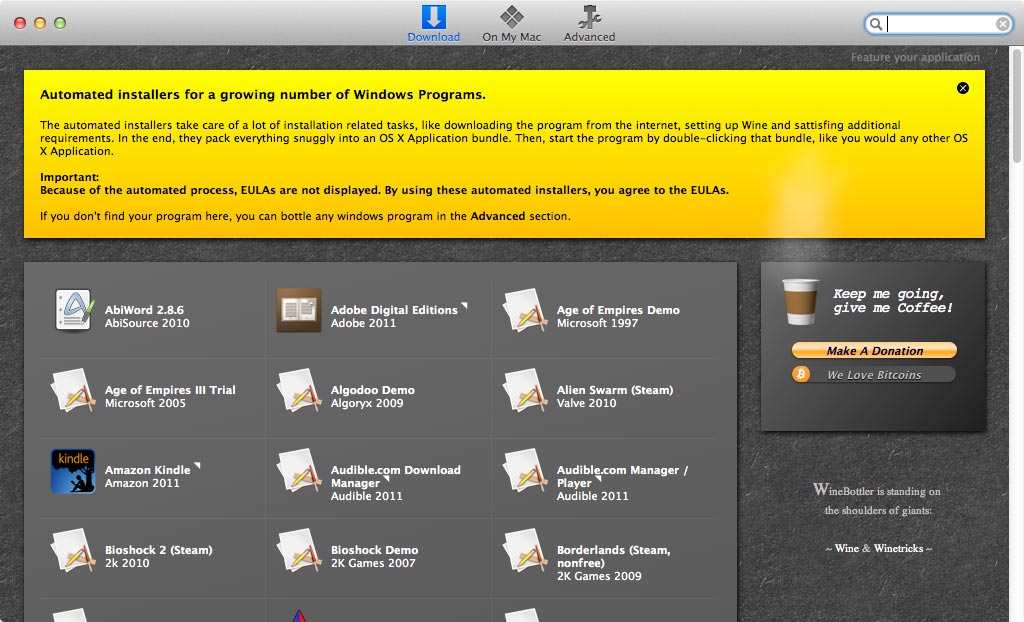 Download
On My Mac
Advanced
Feature your application
Automated installers for a growing number of Windows Programs.
The automated installers take care of a lot of installation related tasks, like downloading the program from the internet, setting up Wine and sattisfing additional
requirements. In the end, they pack everything snuggly into an OS X Application bundle. Then, start the program by double-clicking that bundle, like you would any other OS
X Application.
Important:
Because of the automated process, EULAs are not displayed. By using these automated installers, you agree to the EULAs.
If you don't find your program here, you can bottle any windows program in the Advanced section.
AbiWord 2.8.6
AbiSource 2010
Adobe Digital Editions
Adobe 2011
Age of Empires Demo
Microsoft 1997
Age of Empires III Trial
Microsoft 2005
Algodoo Demo
Algoryx 2009
Alien Swarm (Steam)
Valve 2010
kindle
Amazon Kindle
Amazon 2011
Audible.com Download
Manager
Audible 2011
Audible.com Manager /
Player
Audible 2011
Bioshock 2 (Steam)
2k 2010
Bioshock Demo
2K Games 2007
Borderlands (Steam,
nonfree)
2K Games 2009
Keep me going,
give me Coffee!
Make A Donation
We Love Bitcoins
WineBottler is standing on
the shoulders of giants:
~ Wine & Winetricks ~